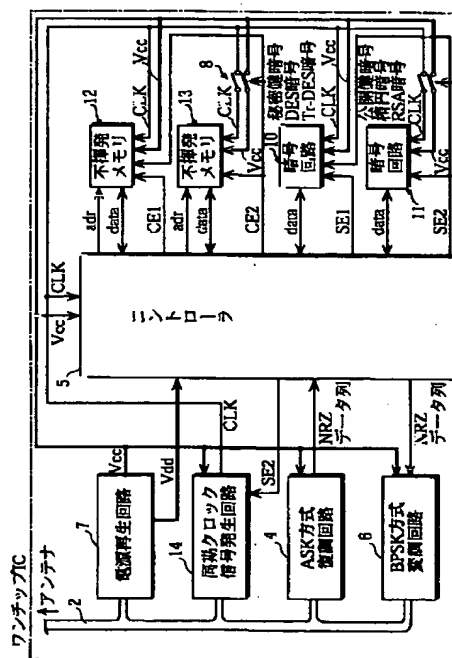 ワンチップIC
アンテナ
2
7
電源再生回路
Vcc
Vdd
14
同期クロック
信号発生回路
CLK
SE2
4
ASK方式
復調回路
NRZ
データ列
6
BPSK方式
変調回路
NRZ
データ列
5
Vcc
CLK
コントローラ
adr
data
CE1
12
不揮発
メモリ
CLK
Vcc
adr
data
CE2
13
不揮発
メモリ
CLK
Vcc
8
data
SE1
10
暗号
回路
秘密鍵暗号
DES暗号
Tr-DES暗号
CLK
Vcc
data
SE2
11
暗号
回路
公開鍵暗号
楕円暗号
RSA暗号
CLK
Vcc